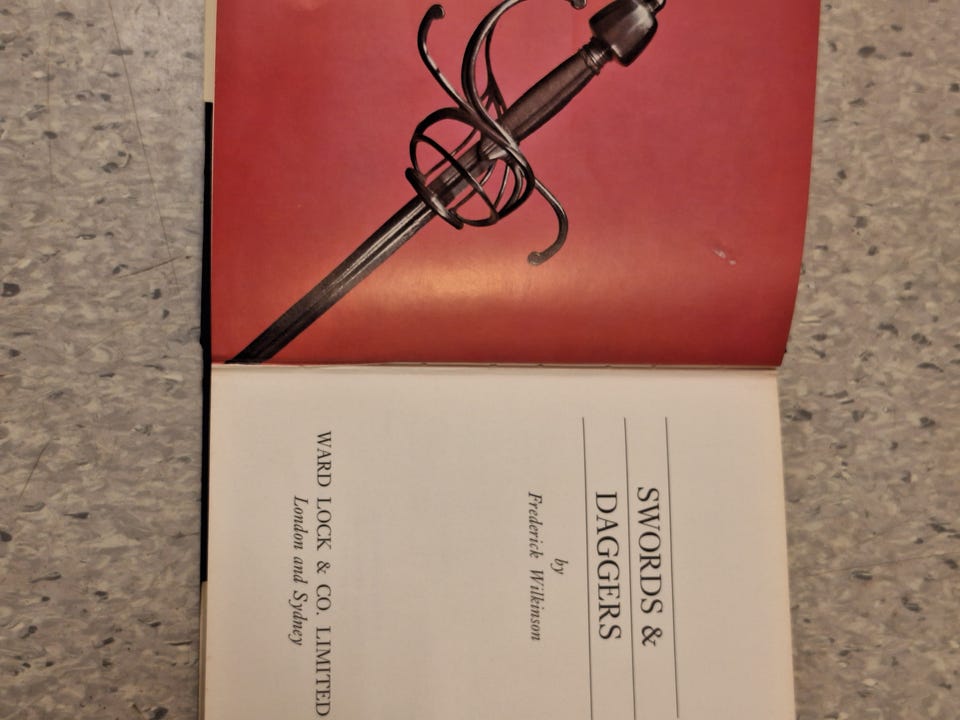 SWORDS &
DAGGERS
by
Frederick Wilkinson
WARD LOCK & CO. LIMITED
London and Sydney